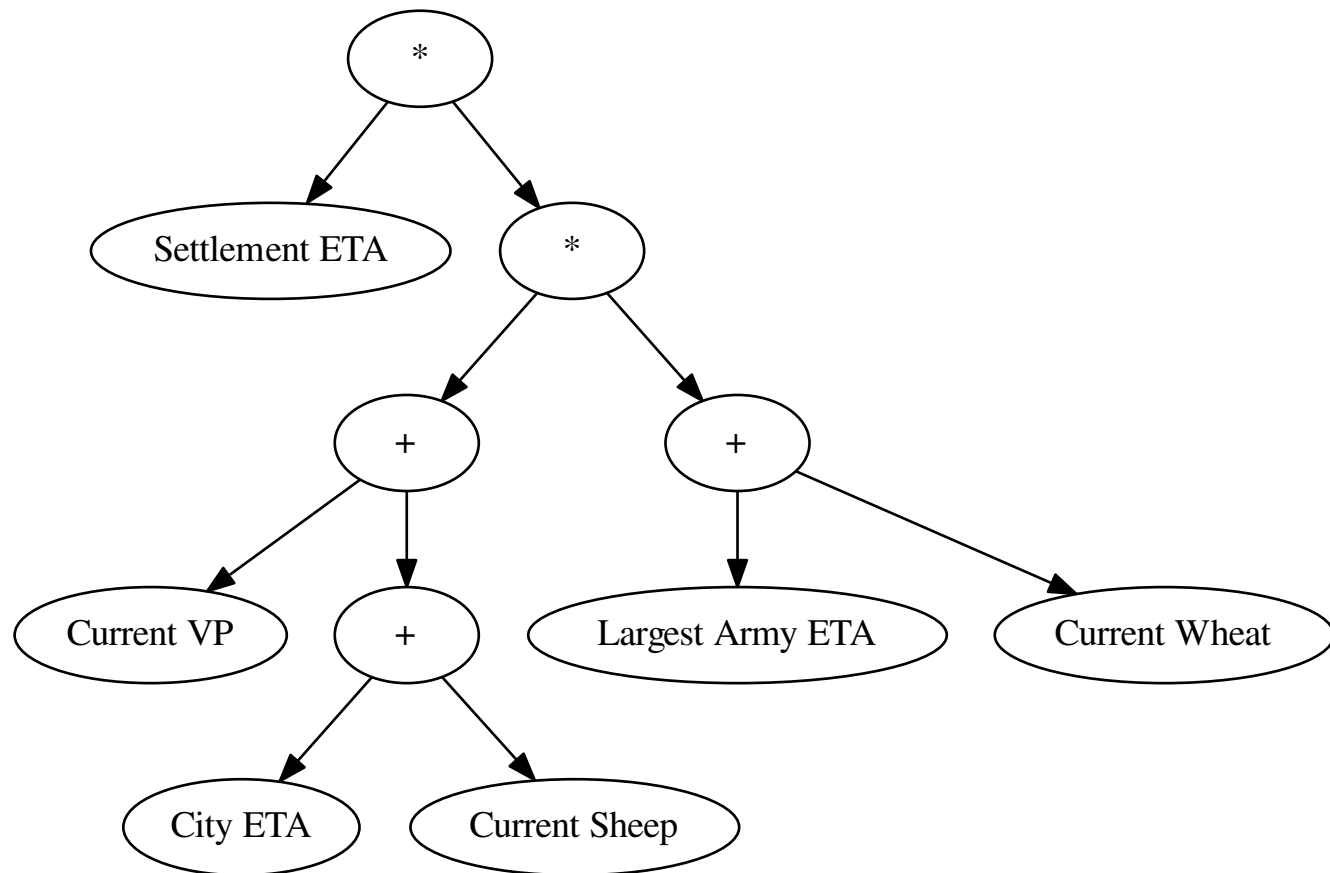 *
Settlement ETA
*
+
+
Current VP
+
Largest Army ETA
Current Wheat
City ETA
Current Sheep